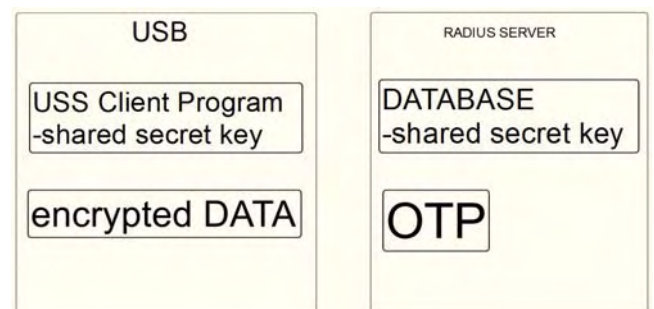 USB
USS Client Program
-shared secret key
encrypted DATA
RADIUS SERVER
DATABASE
-shared secret key
OTP